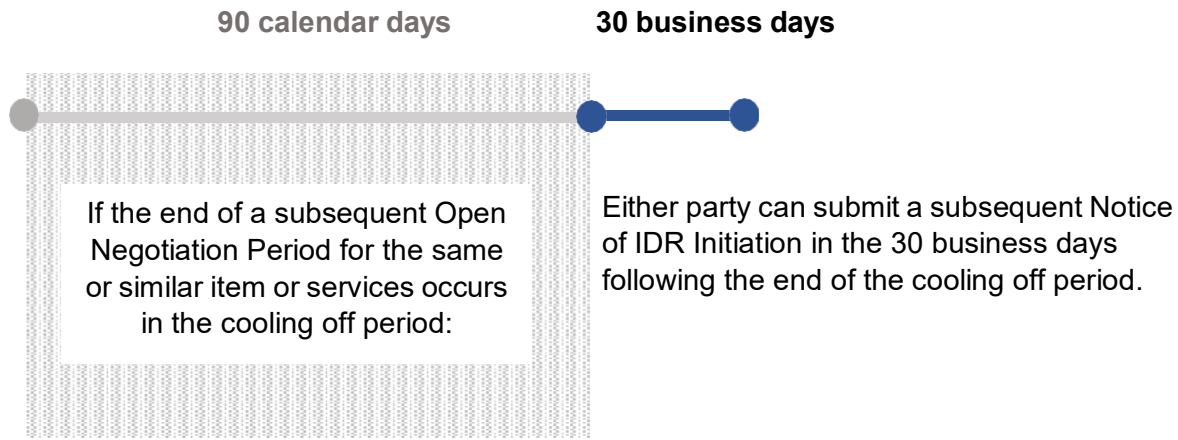 90 calendar days
30 business days
If the end of a subsequent Open
Negotiation Period for the same
or similar item or services occurs
in the cooling off period:
Either party can submit a subsequent Notice
of IDR Initiation in the 30 business days
following the end of the cooling off period.